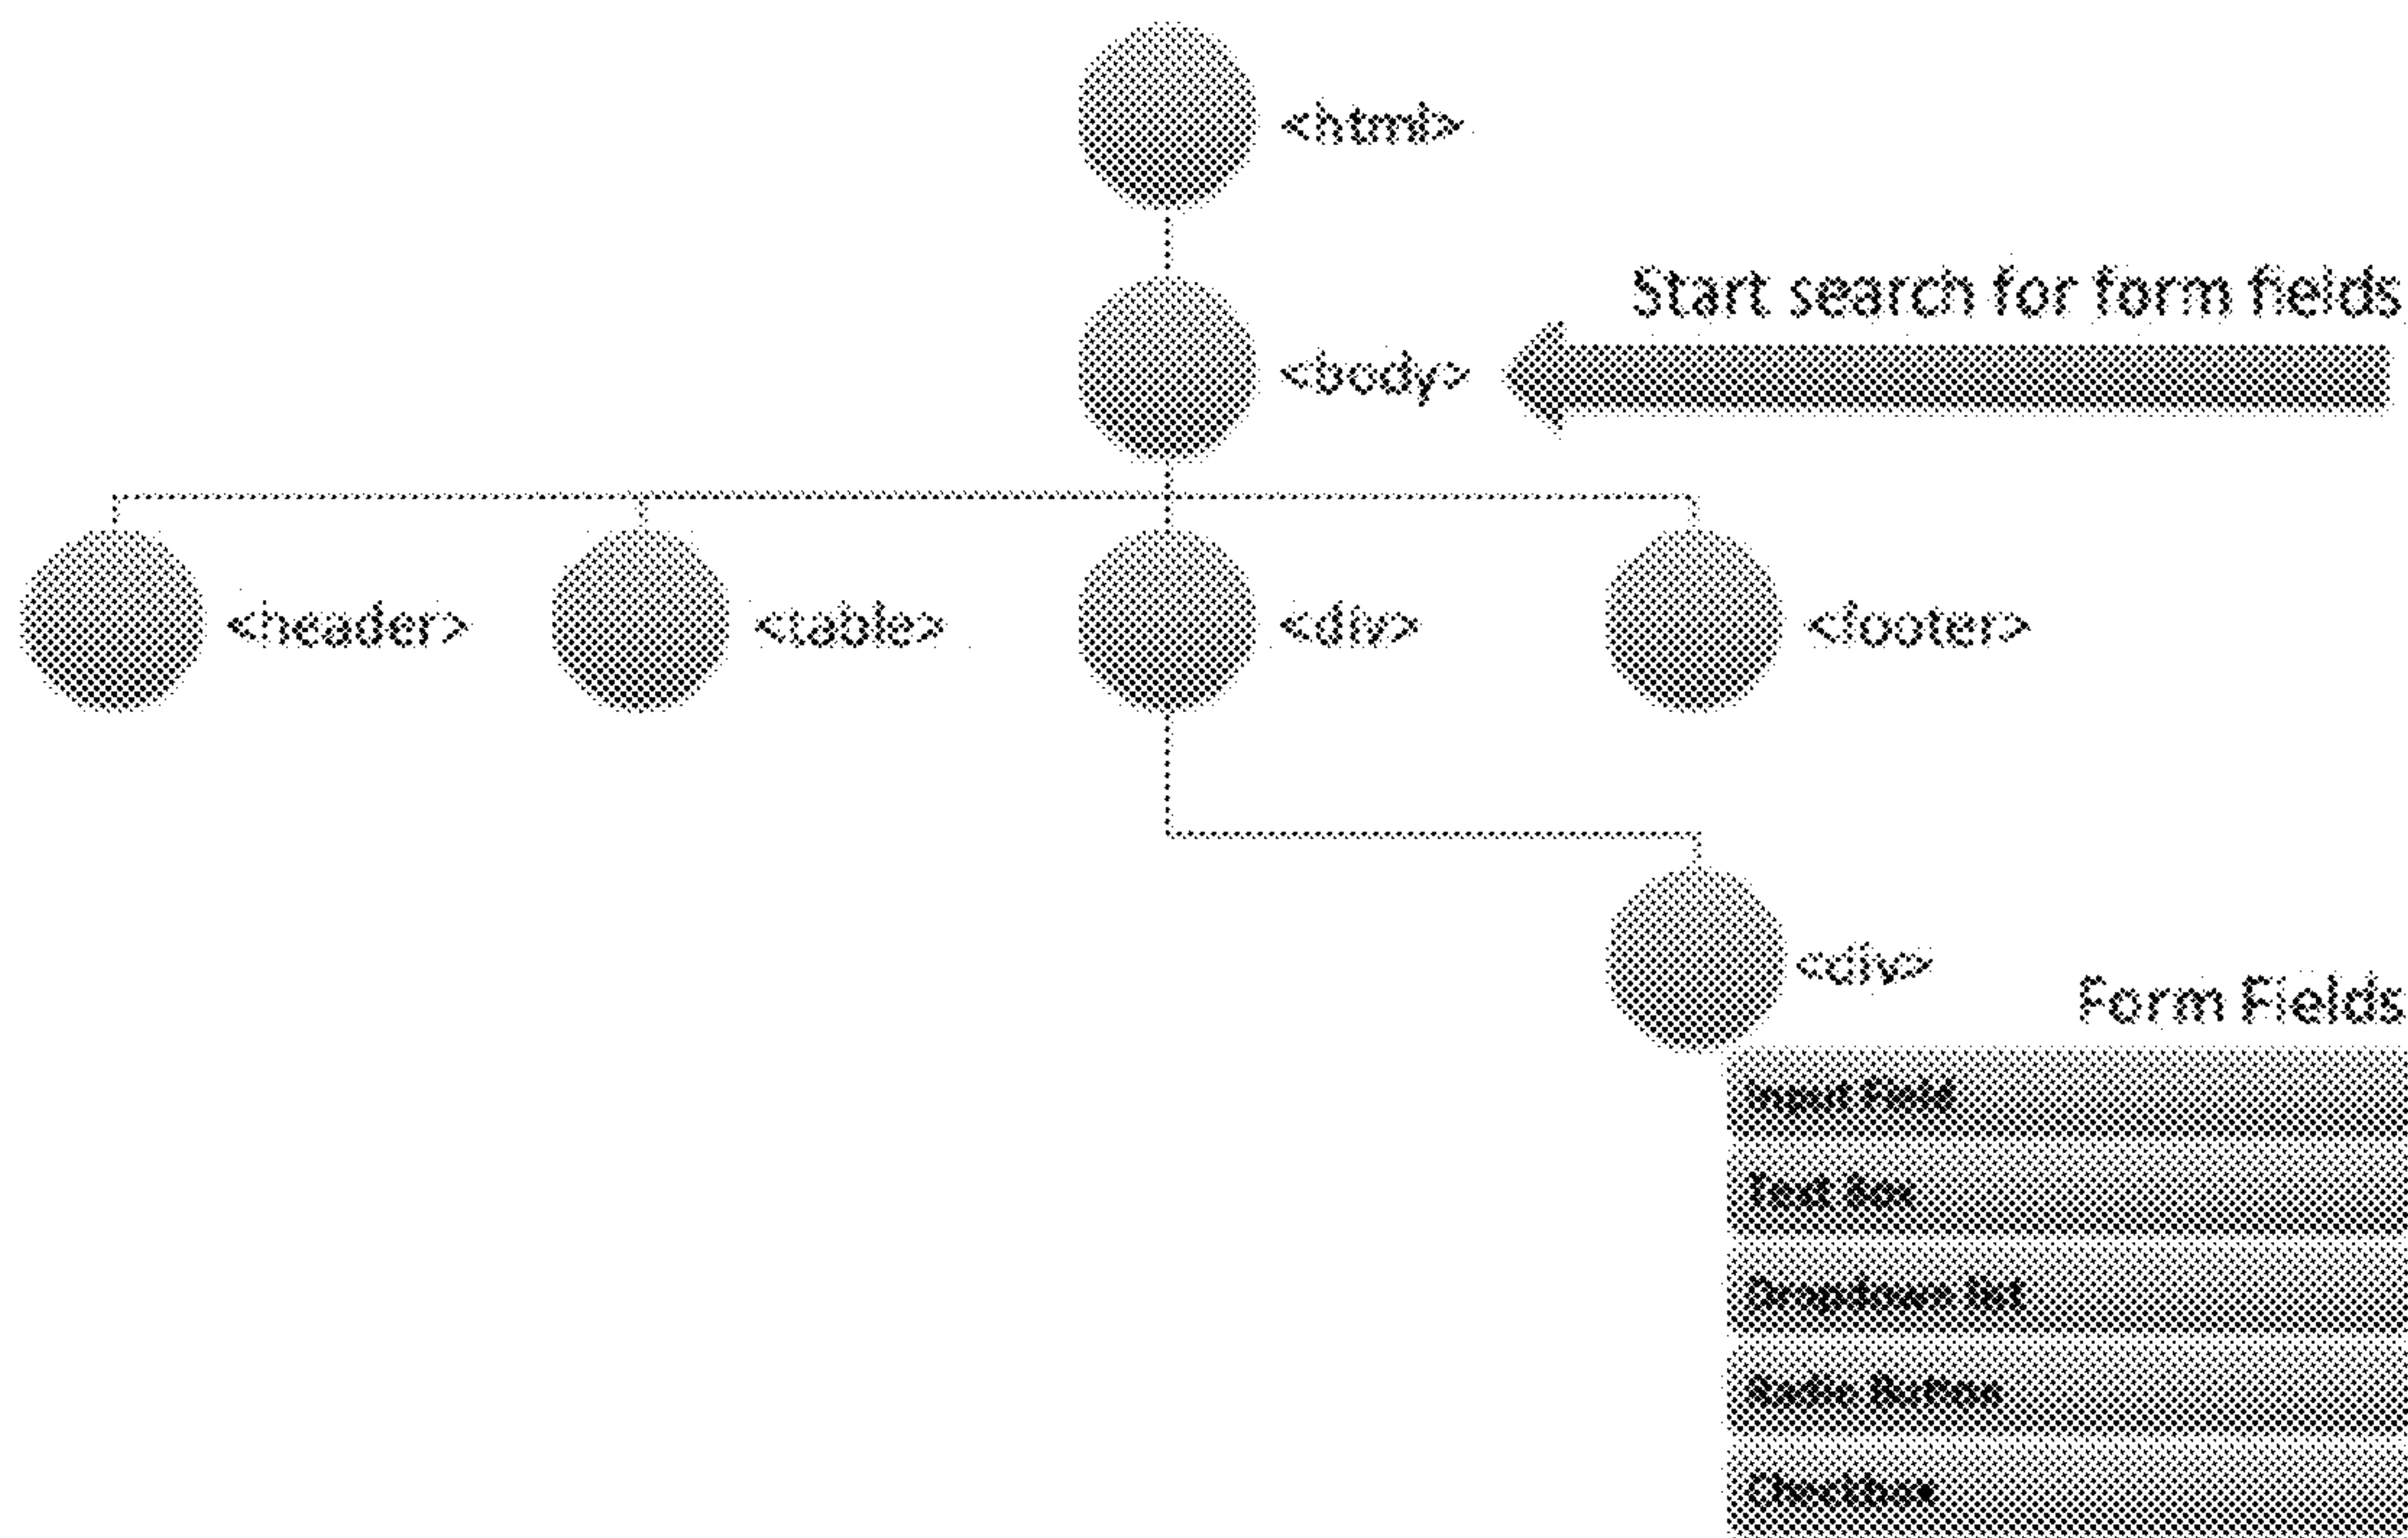 <html>
Start search for form fields
<body>
<header> <table> <div> <footer>
<div>
Form Fields
Input Field
Text Box
Dropdown list
Radio Button
Checkbox